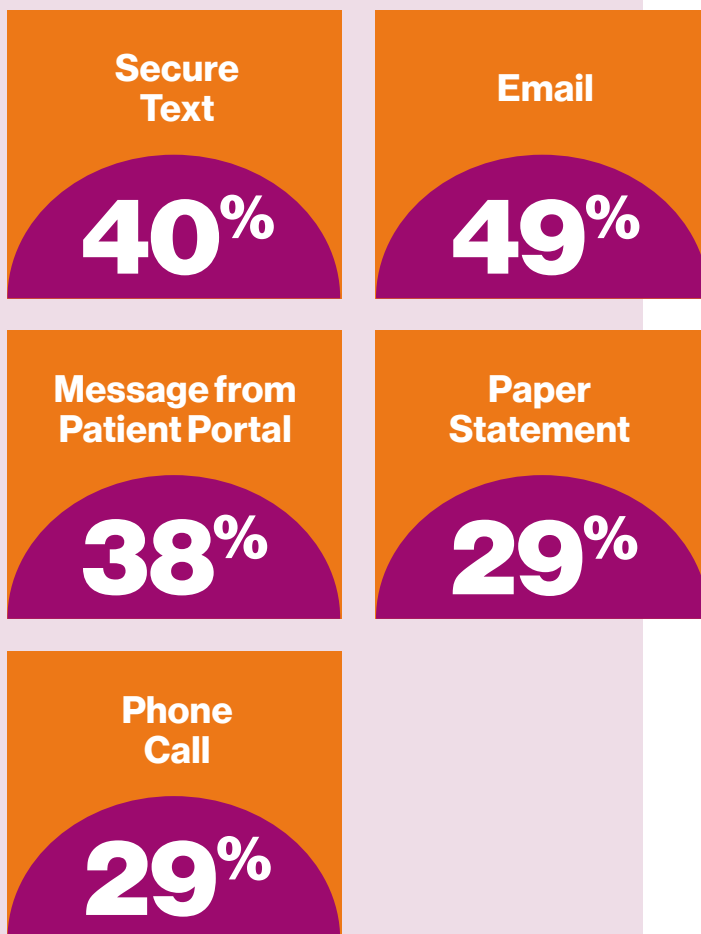 Secure
Text
40%
Email
49%
Message from
Patient Portal
38%
Paper
Statement
29%
Phone
Call
29%